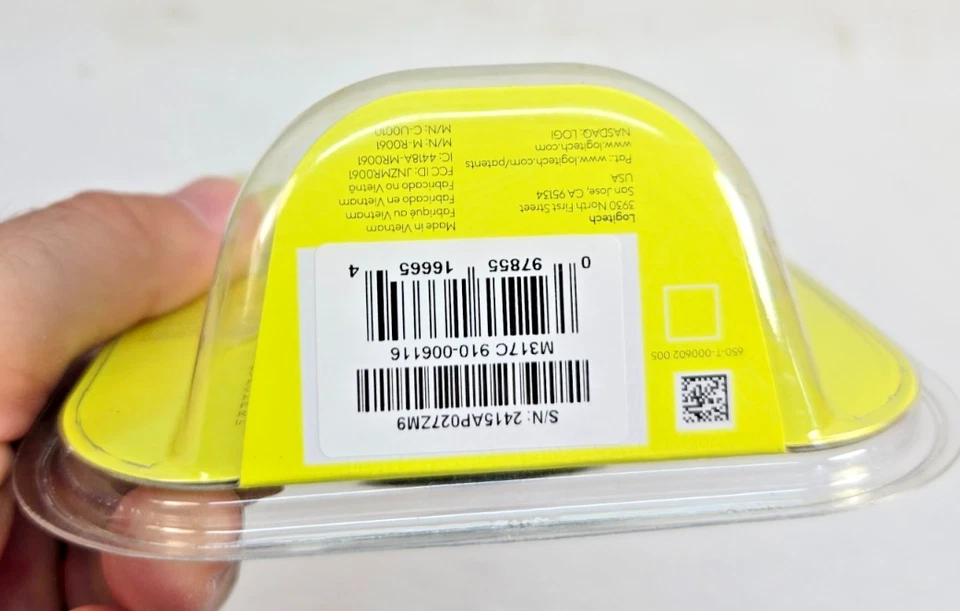 S/N: 2415AP027ZM9
M317C 910-006116
0 97855 16665 4
650-T-000602 005
Logitech
3930 North First Street
San Jose, CA 95134
USA
Pat.: www.logitech.com/patents
www.logitech.com
NASDAQ: LOGI
Made in Vietnam
Fabriqué au Vietnam
Fabricado en Vietnam
Fabricado no Vietnã
FCC ID: JNZMR0061
IC: 4418A-MR0061
M/N: M-R0061
M/N: C-U0010